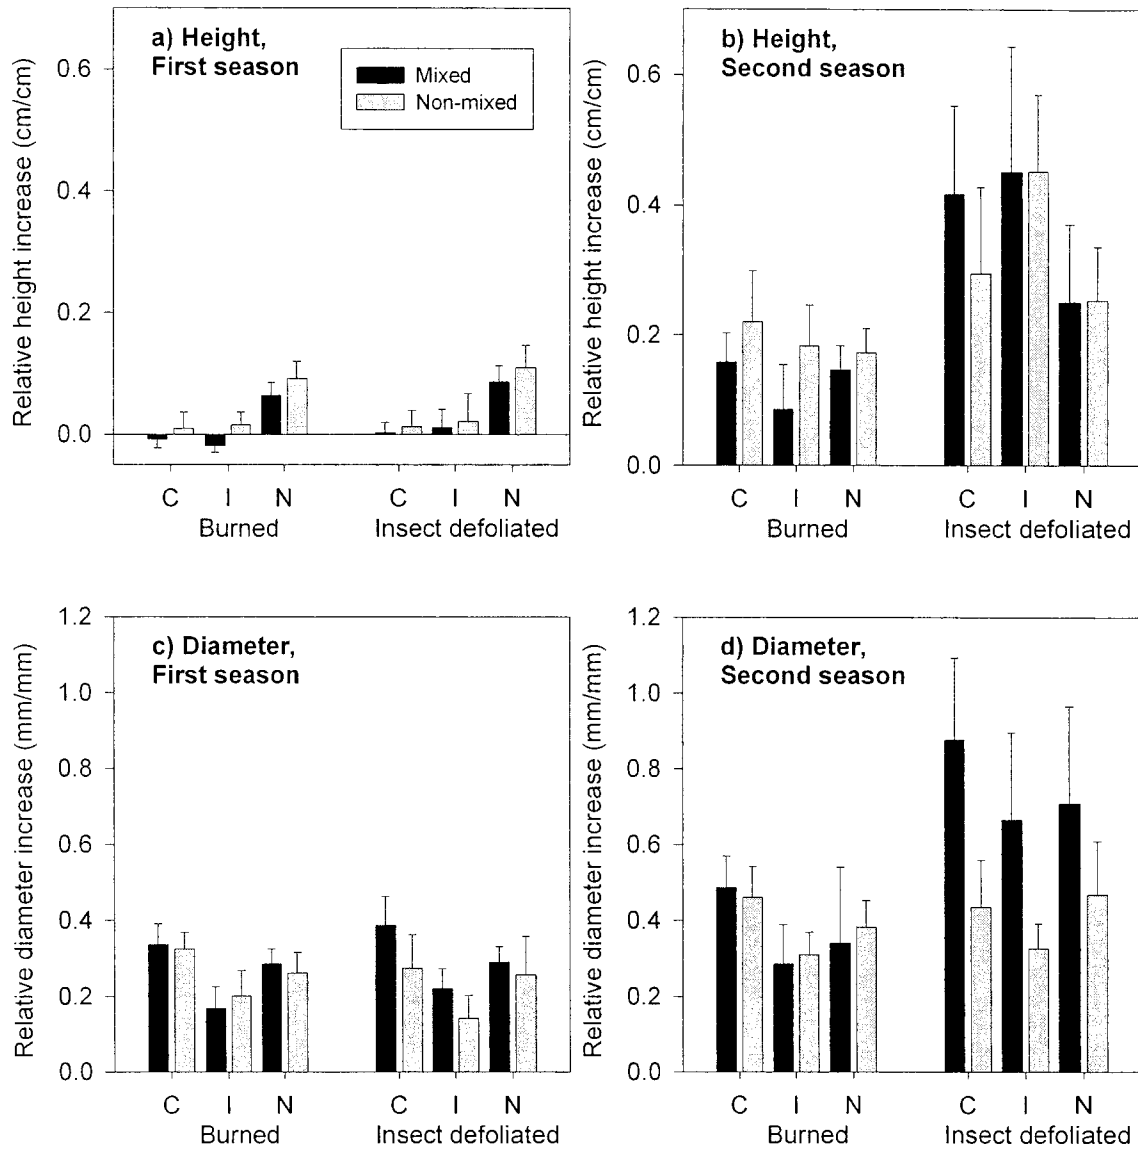 a) Height,
First season
Mixed
Non-mixed
Relative height increase (cm/cm)
0.6
0.4
0.2
0.0
C I N C I N
Burned Insect defoliated
b) Height,
Second season
Relative height increase (cm/cm)
0.6
0.4
0.2
0.0
C I N C I N
Burned Insect defoliated
c) Diameter,
First season
Relative diameter increase (mm/mm)
1.2
1.0
0.8
0.6
0.4
0.2
0.0
C I N C I N
Burned Insect defoliated
d) Diameter,
Second season
Relative diameter increase (mm/mm)
1.2
1.0
0.8
0.6
0.4
0.2
0.0
C I N C I N
Burned Insect defoliated